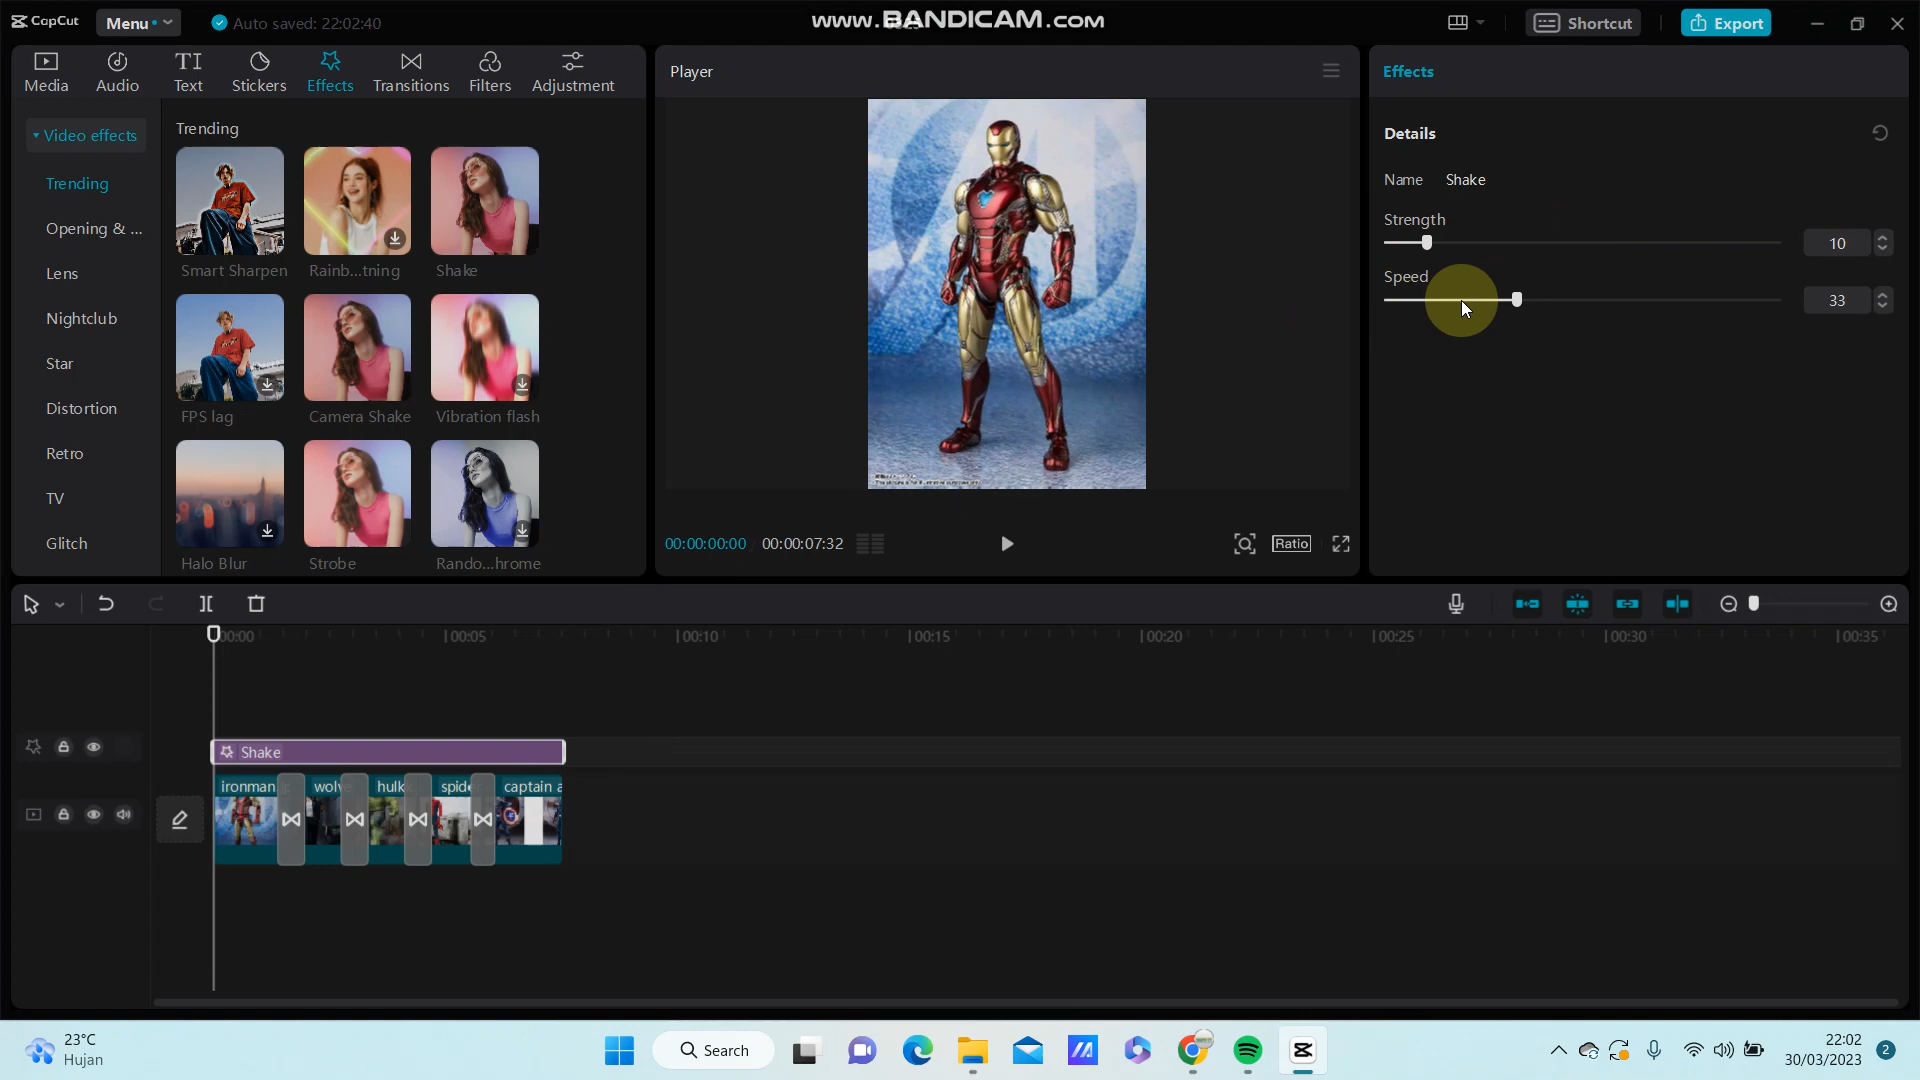 CapCut
Menu
Auto saved: 22:02:40
www.BANDICAM.com
Shortcut
Export
Media
Audio
Text
Stickers
Effects
Transitions
Filters
Adjustment
Video effects
Trending
Opening & ...
Lens
Nightclub
Star
Distortion
Retro
TV
Glitch
Trending
Smart Sharpen
Rainb...tning
Shake
FPS lag
Camera Shake
Vibration flash
Halo Blur
Strobe
Rando...hrome
Player
00:00:00:00
00:00:07:32
Ratio
Effects
Details
Name Shake
Strength
10
Speed
33
00:00
00:05
00:10
00:15
00:20
00:25
00:30
00:35
Shake
ironman
wolv
hulk
spide
captain a
23°C
Hujan
Search
22:02
30/03/2023
2